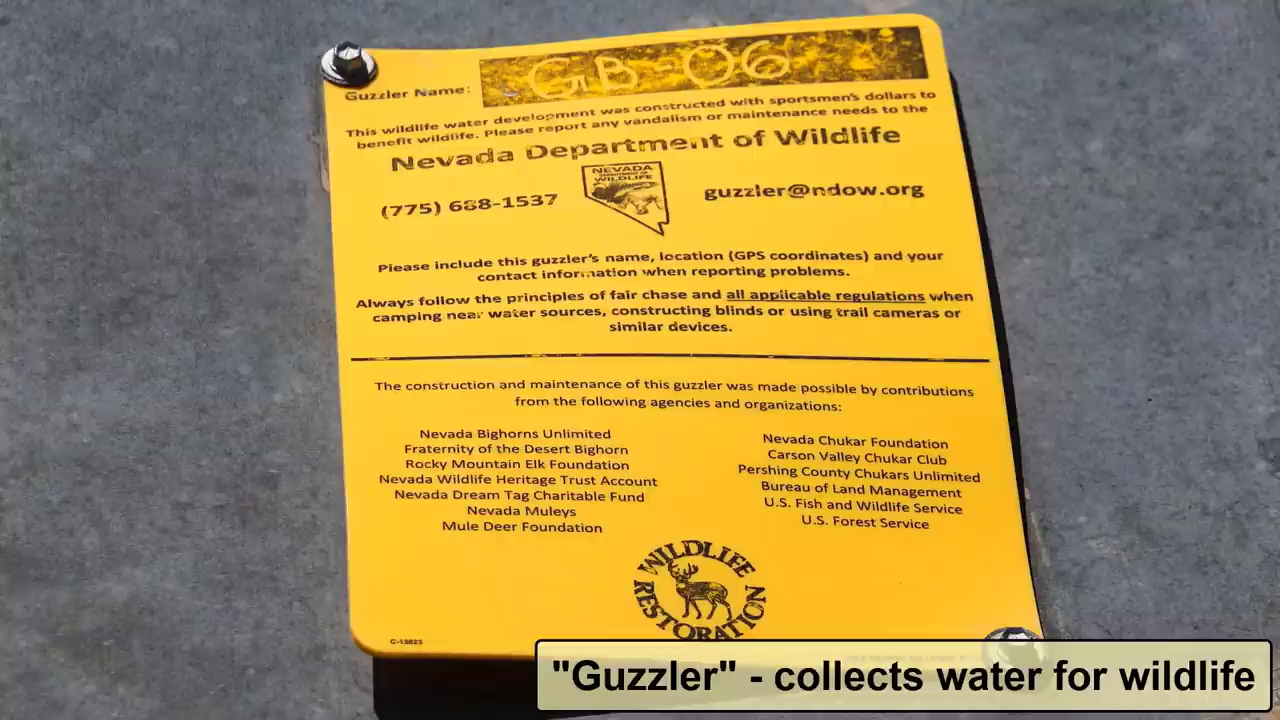 Guzzler Name: GB-06
This wildlife water development was constructed with sportsmen's dollars to
benefit wildlife. Please report any vandalism or maintenance needs to the
Nevada Department of Wildlife
NEVADA
DEPARTMENT OF
WILDLIFE
(775) 688-1537
guzzler@ndow.org
Please include this guzzler's name, location (GPS coordinates) and your
contact information when reporting problems.
Always follow the principles of fair chase and all applicable regulations when
camping near water sources, constructing blinds or using trail cameras or
similar devices.
The construction and maintenance of this guzzler was made possible by contributions
from the following agencies and organizations:
Nevada Bighorns Unlimited
Fraternity of the Desert Bighorn
Rocky Mountain Elk Foundation
Nevada Wildlife Heritage Trust Account
Nevada Dream Tag Charitable Fund
Nevada Muleys
Mule Deer Foundation
Nevada Chukar Foundation
Carson Valley Chukar Club
Pershing County Chukars Unlimited
Bureau of Land Management
U.S. Fish and Wildlife Service
U.S. Forest Service
WILDLIFE
RESTORATION
C-13823
"Guzzler" - collects water for wildlife